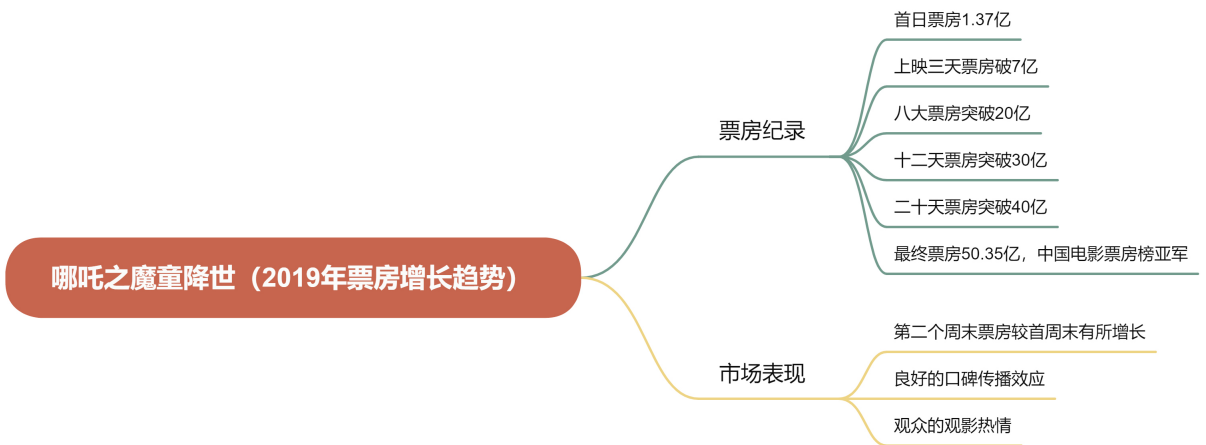 哪吒之魔童降世（2019年票房增长趋势）
票房纪录
首日票房1.37亿
上映三天票房破7亿
八大票房突破20亿
十二天票房突破30亿
二十天票房突破40亿
最终票房50.35亿，中国电影票房榜亚军
市场表现
第二个周末票房较首周末有所增长
良好的口碑传播效应
观众的观影热情